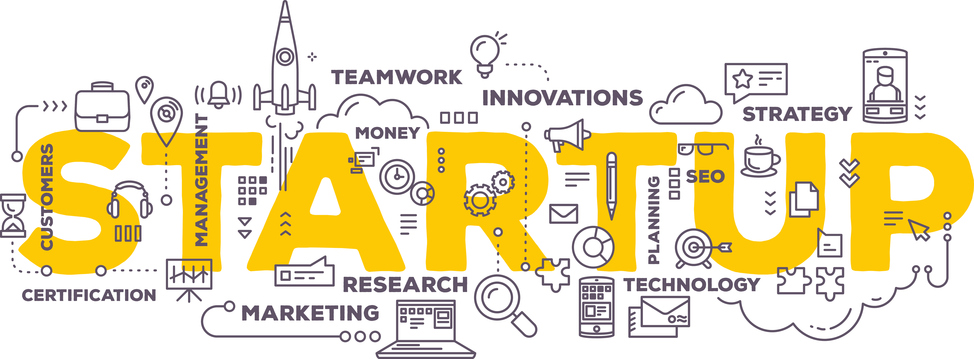 STARTUP
TEAMWORK
INNOVATIONS
STRATEGY
MONEY
CUSTOMERS
MANAGEMENT
SEO
PLANNING
CERTIFICATION
RESEARCH
TECHNOLOGY
MARKETING